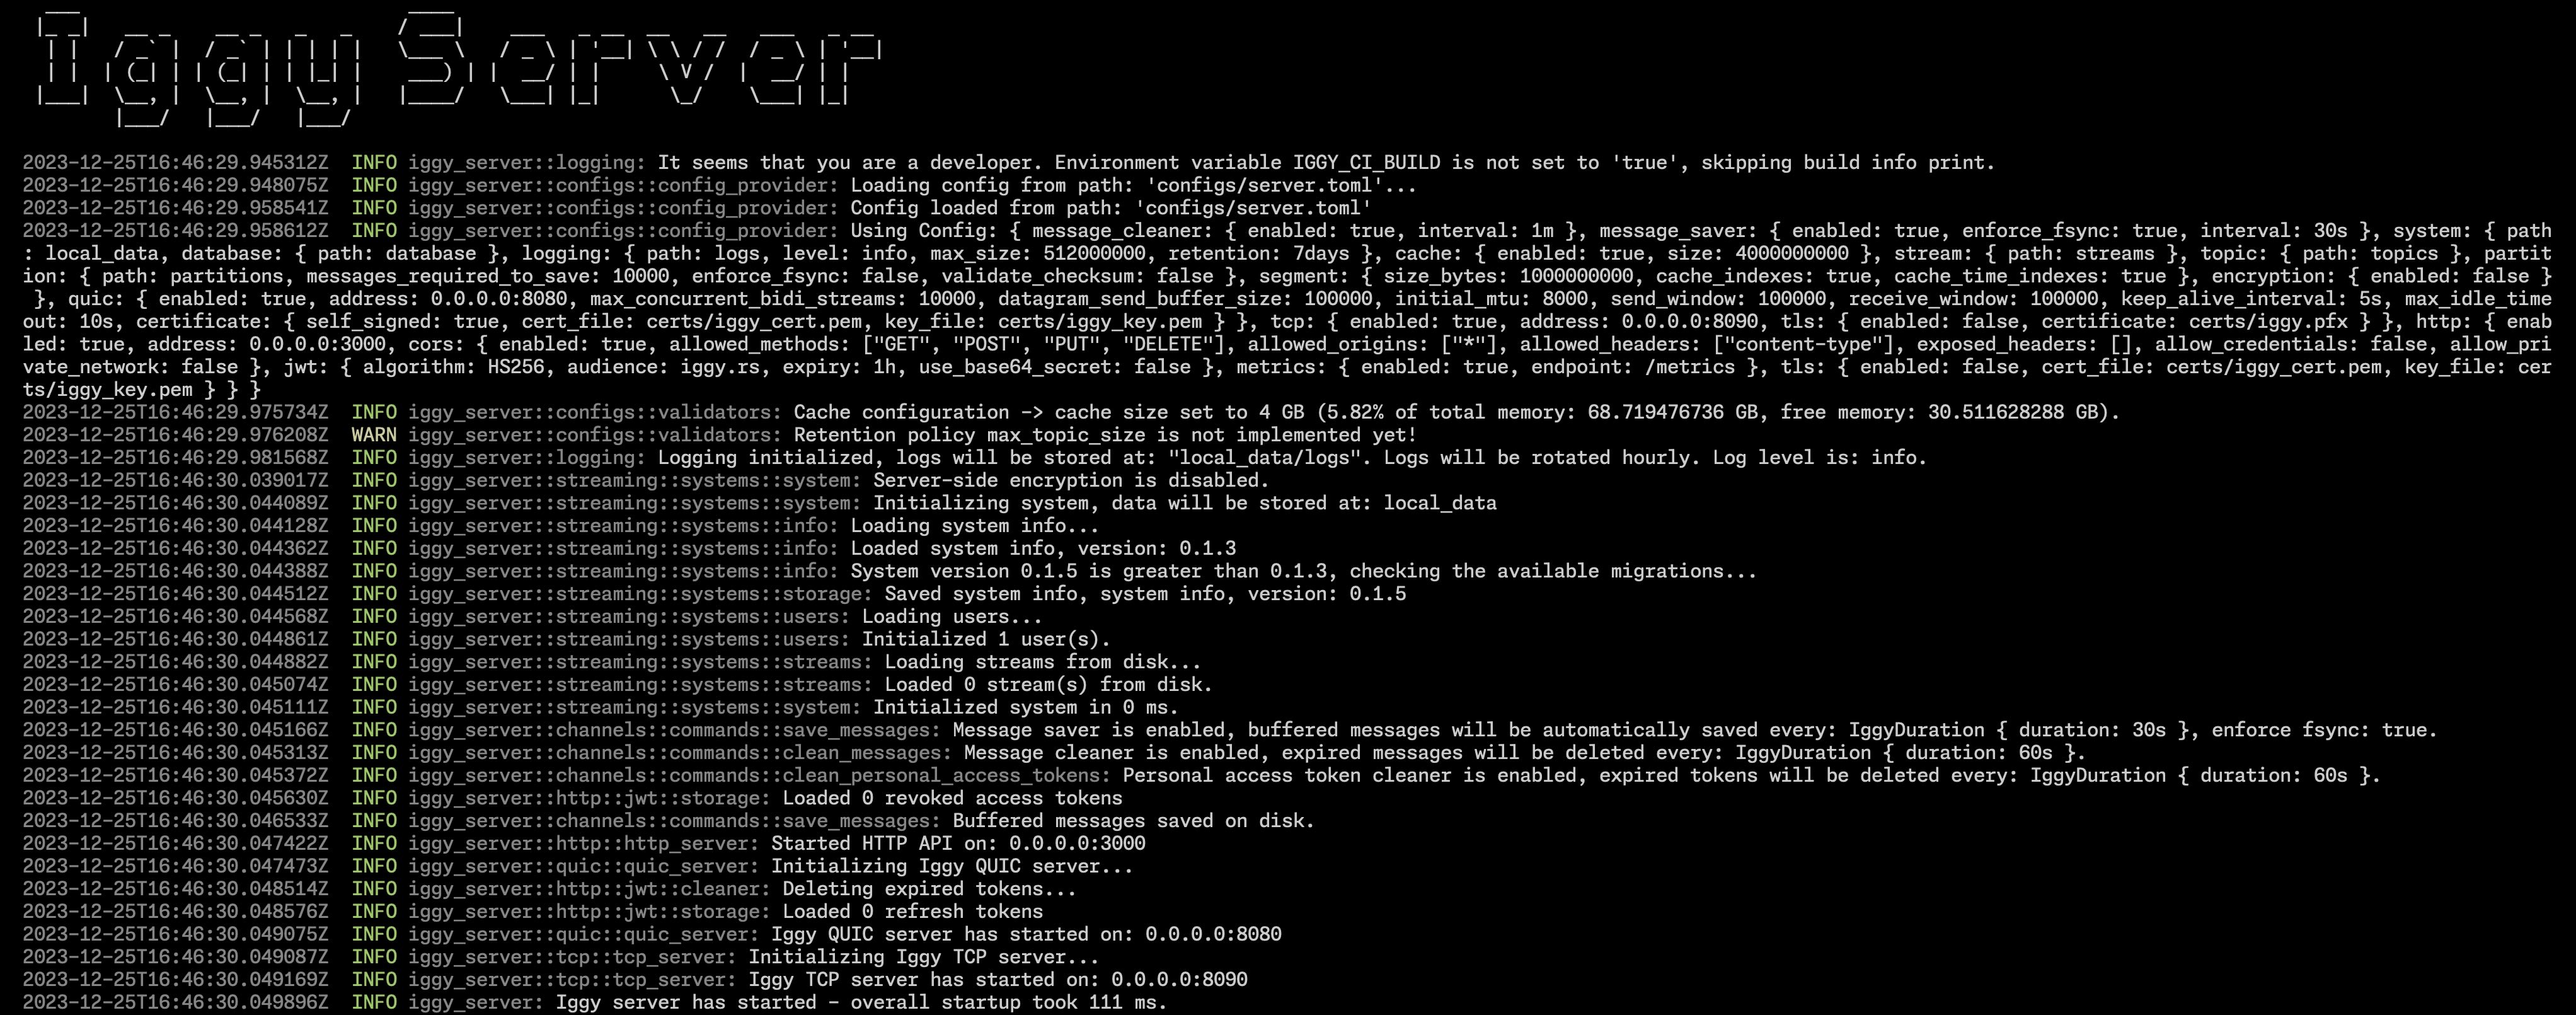 Iggy Server
2023-12-25T16:46:29.945312Z  INFO iggy_server::logging: It seems that you are a developer. Environment variable IGGY_CI_BUILD is not set to 'true', skipping build info print.
2023-12-25T16:46:29.948075Z  INFO iggy_server::configs::config_provider: Loading config from path: 'configs/server.toml'...
2023-12-25T16:46:29.958541Z  INFO iggy_server::configs::config_provider: Config loaded from path: 'configs/server.toml'
2023-12-25T16:46:29.958612Z  INFO iggy_server::configs::config_provider: Using Config: { message_cleaner: { enabled: true, interval: 1m }, message_saver: { enabled: true, enforce_fsync: true, interval: 30s }, system: { path
: local_data, database: { path: database }, logging: { path: logs, level: info, max_size: 512000000, retention: 7days }, cache: { enabled: true, size: 4000000000 }, stream: { path: streams }, topic: { path: topics }, partit
ion: { path: partitions, messages_required_to_save: 10000, enforce_fsync: false, validate_checksum: false }, segment: { size_bytes: 1000000000, cache_indexes: true, cache_time_indexes: true }, encryption: { enabled: false }
 }, quic: { enabled: true, address: 0.0.0.0:8080, max_concurrent_bidi_streams: 10000, datagram_send_buffer_size: 100000, initial_mtu: 8000, send_window: 100000, receive_window: 100000, keep_alive_interval: 5s, max_idle_time
out: 10s, certificate: { self_signed: true, cert_file: certs/iggy_cert.pem, key_file: certs/iggy_key.pem } }, tcp: { enabled: true, address: 0.0.0.0:8090, tls: { enabled: false, certificate: certs/iggy.pfx } }, http: { enab
led: true, address: 0.0.0.0:3000, cors: { enabled: true, allowed_methods: ["GET", "POST", "PUT", "DELETE"], allowed_origins: ["*"], allowed_headers: ["content-type"], exposed_headers: [], allow_credentials: false, allow_pri
vate_network: false }, jwt: { algorithm: HS256, audience: iggy.rs, expiry: 1h, use_base64_secret: false }, metrics: { enabled: true, endpoint: /metrics }, tls: { enabled: false, cert_file: certs/iggy_cert.pem, key_file: cer
ts/iggy_key.pem } } }
2023-12-25T16:46:29.975734Z  INFO iggy_server::configs::validators: Cache configuration -> cache size set to 4 GB (5.82% of total memory: 68.719476736 GB, free memory: 30.511628288 GB).
2023-12-25T16:46:29.976208Z  WARN iggy_server::configs::validators: Retention policy max_topic_size is not implemented yet!
2023-12-25T16:46:29.981568Z  INFO iggy_server::logging: Logging initialized, logs will be stored at: "local_data/logs". Logs will be rotated hourly. Log level is: info.
2023-12-25T16:46:30.039017Z  INFO iggy_server::streaming::systems::system: Server-side encryption is disabled.
2023-12-25T16:46:30.044089Z  INFO iggy_server::streaming::systems::system: Initializing system, data will be stored at: local_data
2023-12-25T16:46:30.044128Z  INFO iggy_server::streaming::systems::info: Loading system info...
2023-12-25T16:46:30.044362Z  INFO iggy_server::streaming::systems::info: Loaded system info, version: 0.1.3
2023-12-25T16:46:30.044388Z  INFO iggy_server::streaming::systems::info: System version 0.1.5 is greater than 0.1.3, checking the available migrations...
2023-12-25T16:46:30.044512Z  INFO iggy_server::streaming::systems::storage: Saved system info, system info, version: 0.1.5
2023-12-25T16:46:30.044568Z  INFO iggy_server::streaming::systems::users: Loading users...
2023-12-25T16:46:30.044861Z  INFO iggy_server::streaming::systems::users: Initialized 1 user(s).
2023-12-25T16:46:30.044882Z  INFO iggy_server::streaming::systems::streams: Loading streams from disk...
2023-12-25T16:46:30.045074Z  INFO iggy_server::streaming::systems::streams: Loaded 0 stream(s) from disk.
2023-12-25T16:46:30.045111Z  INFO iggy_server::streaming::systems::system: Initialized system in 0 ms.
2023-12-25T16:46:30.045166Z  INFO iggy_server::channels::commands::save_messages: Message saver is enabled, buffered messages will be automatically saved every: IggyDuration { duration: 30s }, enforce fsync: true.
2023-12-25T16:46:30.045313Z  INFO iggy_server::channels::commands::clean_messages: Message cleaner is enabled, expired messages will be deleted every: IggyDuration { duration: 60s }.
2023-12-25T16:46:30.045372Z  INFO iggy_server::channels::commands::clean_personal_access_tokens: Personal access token cleaner is enabled, expired tokens will be deleted every: IggyDuration { duration: 60s }.
2023-12-25T16:46:30.045630Z  INFO iggy_server::http::jwt::storage: Loaded 0 revoked access tokens
2023-12-25T16:46:30.046533Z  INFO iggy_server::channels::commands::save_messages: Buffered messages saved on disk.
2023-12-25T16:46:30.047422Z  INFO iggy_server::http::http_server: Started HTTP API on: 0.0.0.0:3000
2023-12-25T16:46:30.047473Z  INFO iggy_server::quic::quic_server: Initializing Iggy QUIC server...
2023-12-25T16:46:30.048514Z  INFO iggy_server::http::jwt::cleaner: Deleting expired tokens...
2023-12-25T16:46:30.048576Z  INFO iggy_server::http::jwt::storage: Loaded 0 refresh tokens
2023-12-25T16:46:30.049075Z  INFO iggy_server::quic::quic_server: Iggy QUIC server has started on: 0.0.0.0:8080
2023-12-25T16:46:30.049087Z  INFO iggy_server::tcp::tcp_server: Initializing Iggy TCP server...
2023-12-25T16:46:30.049169Z  INFO iggy_server::tcp::tcp_server: Iggy TCP server has started on: 0.0.0.0:8090
2023-12-25T16:46:30.049896Z  INFO iggy_server: Iggy server has started - overall startup took 111 ms.